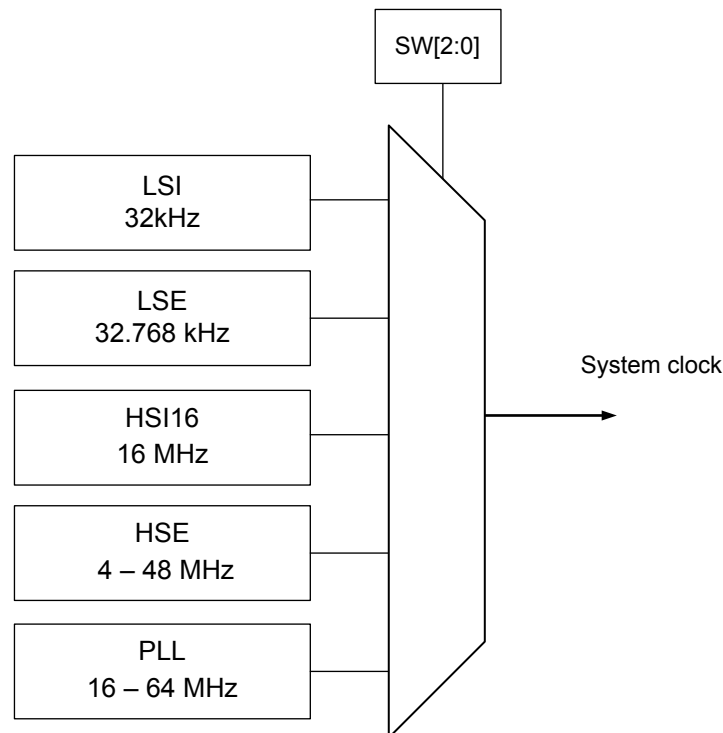 SW[2:0]
LSI
32kHz
LSE
32.768 kHz
System clock
HSI16
16 MHz
HSE
4 – 48 MHz
PLL
16 – 64 MHz